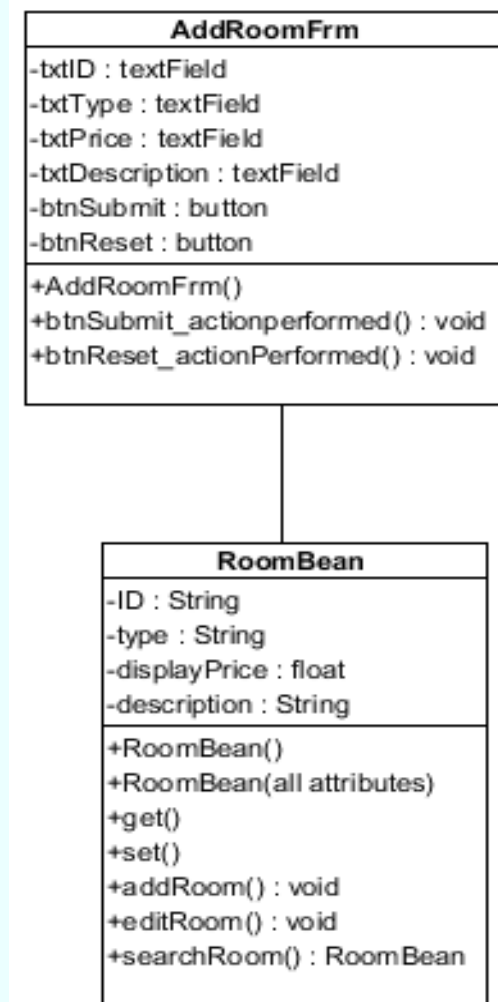 AddRoomFrm
-txtID : textField
-txtType : textField
-txtPrice : textField
-txtDescription : textField
-btnSubmit : button
-btnReset : button
+AddRoomFrm()
+btnSubmit_actionperformed() : void
+btnReset_actionPerformed() : void
RoomBean
-ID : String
-type : String
-displayPrice : float
-description : String
+RoomBean()
+RoomBean(all attributes)
+get()
+set()
+addRoom() : void
+editRoom() : void
+searchRoom() : RoomBean